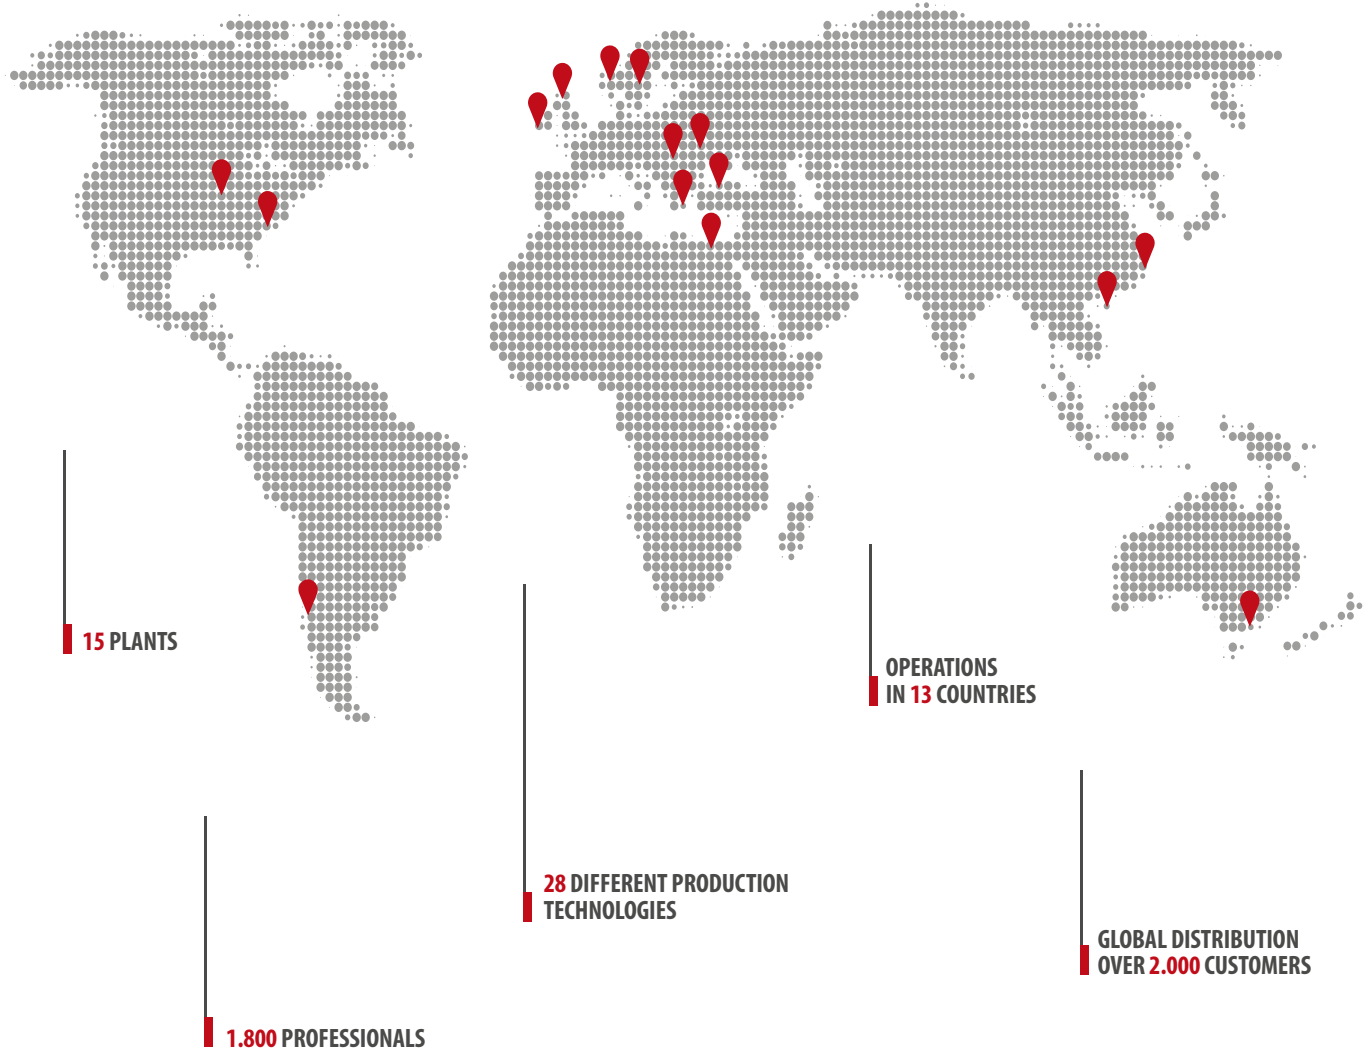 15 PLANTS
OPERATIONS
IN 13 COUNTRIES
28 DIFFERENT PRODUCTION
TECHNOLOGIES
GLOBAL DISTRIBUTION
OVER 2.000 CUSTOMERS
1.800 PROFESSIONALS